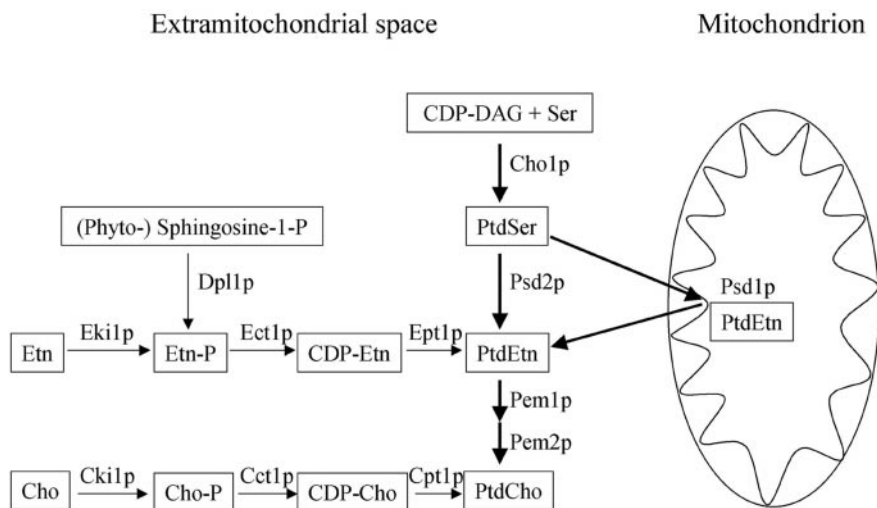 Extramitochondrial space
Mitochondrion
CDP-DAG + Ser
Cho1p
(Phyto-) Sphingosine-1-P
PtdSer
Dpl1p
Psd2p
Psd1p
PtdEtn
Etn
Eki1p
Etn-P
Ect1p
CDP-Etn
Ept1p
PtdEtn
Pem1p
Pem2p
Cho
Cki1p
Cho-P
Cct1p
CDP-Cho
Cpt1p
PtdCho